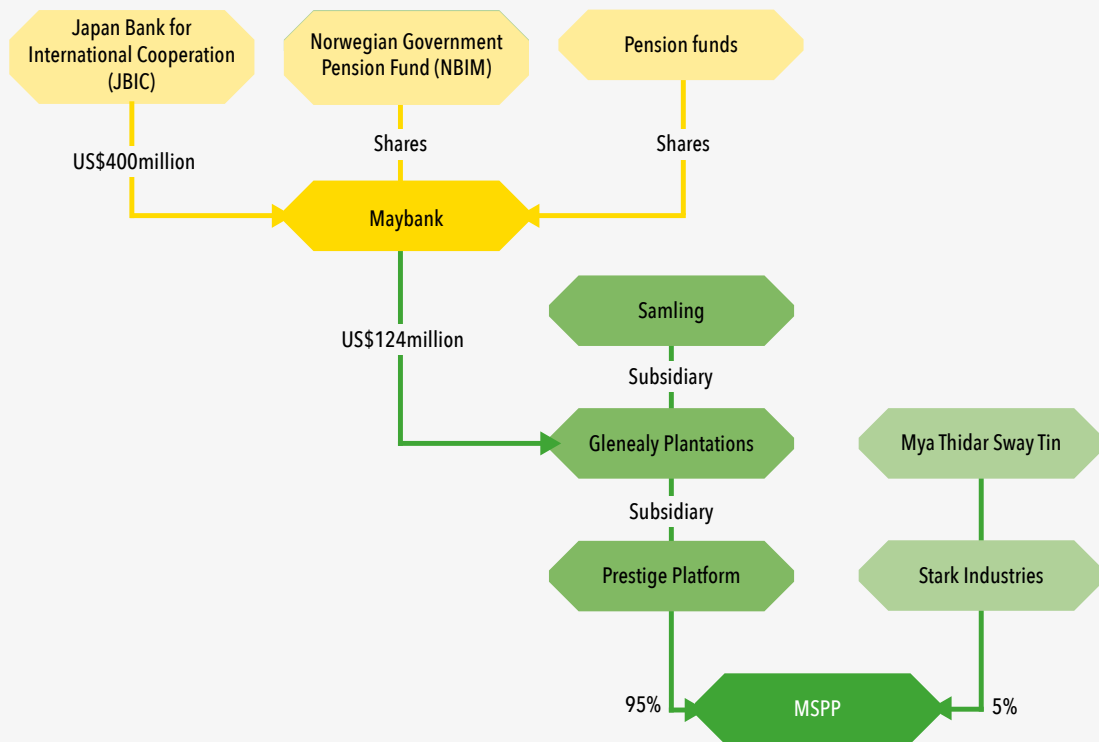 Japan Bank for
International Cooperation
(JBIC)
Norwegian Government
Pension Fund (NBIM)
Pension funds
US$400million
Shares
Shares
Maybank
US$124million
Samling
Subsidiary
Glenealy Plantations
Mya Thidar Sway Tin
Subsidiary
Prestige Platform
Stark Industries
95%
MSPP
5%